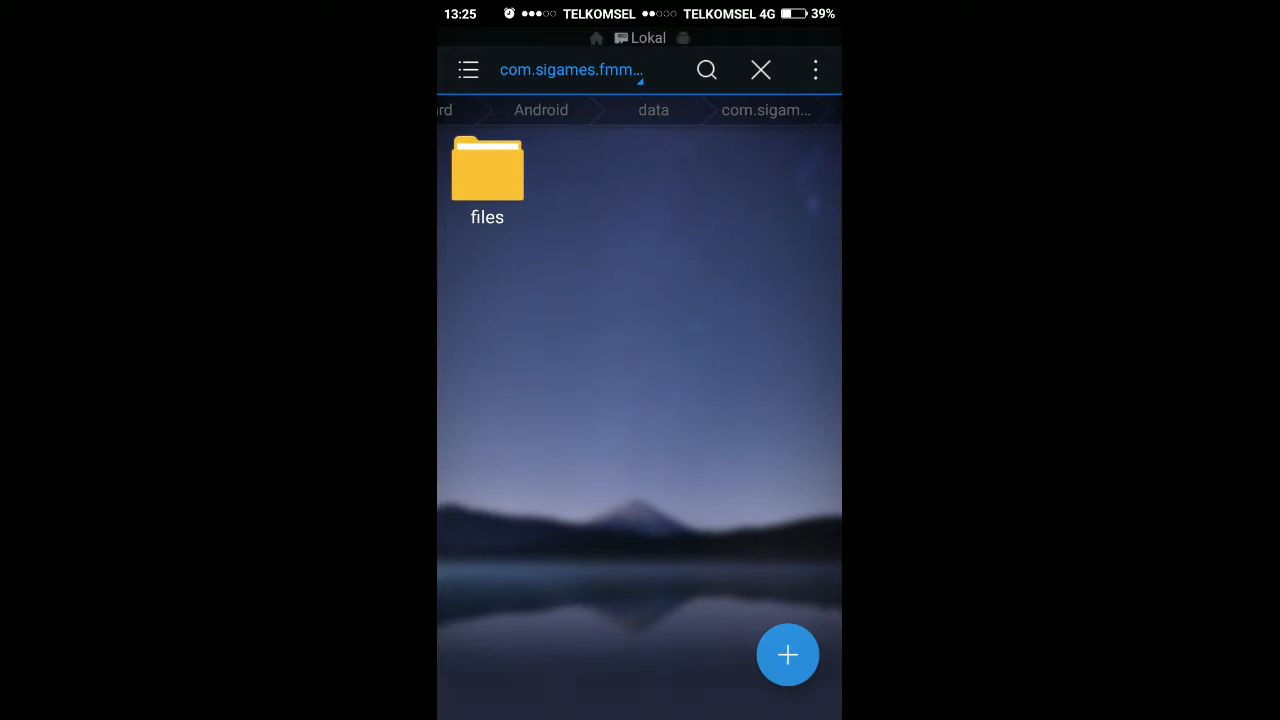 13:25 TELKOMSEL TELKOMSEL 4G 39%
Lokal
com.sigames.fmm...
rd Android data com.sigam...
files